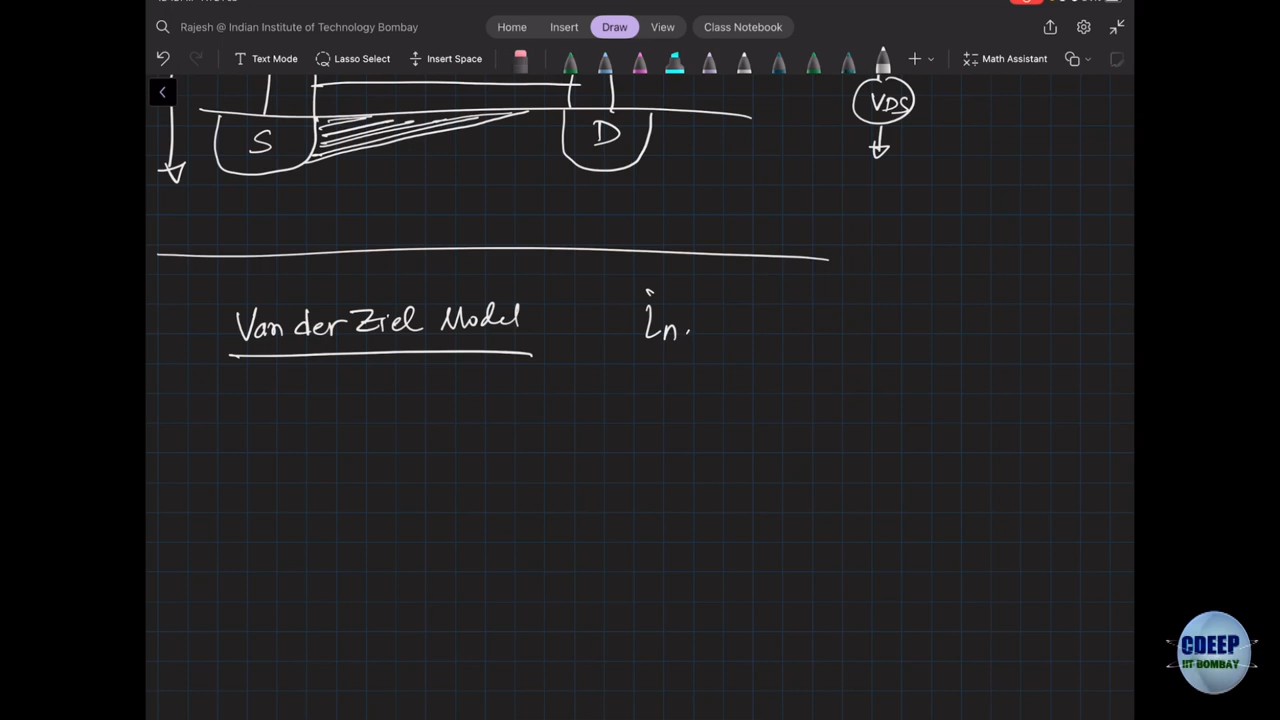 Rajesh @ Indian Institute of Technology Bombay
Home Insert Draw View Class Notebook
Text Mode Lasso Select Insert Space Math Assistant
VDS
S D
Van der Ziel Model in.
CDEEP
IIT BOMBAY